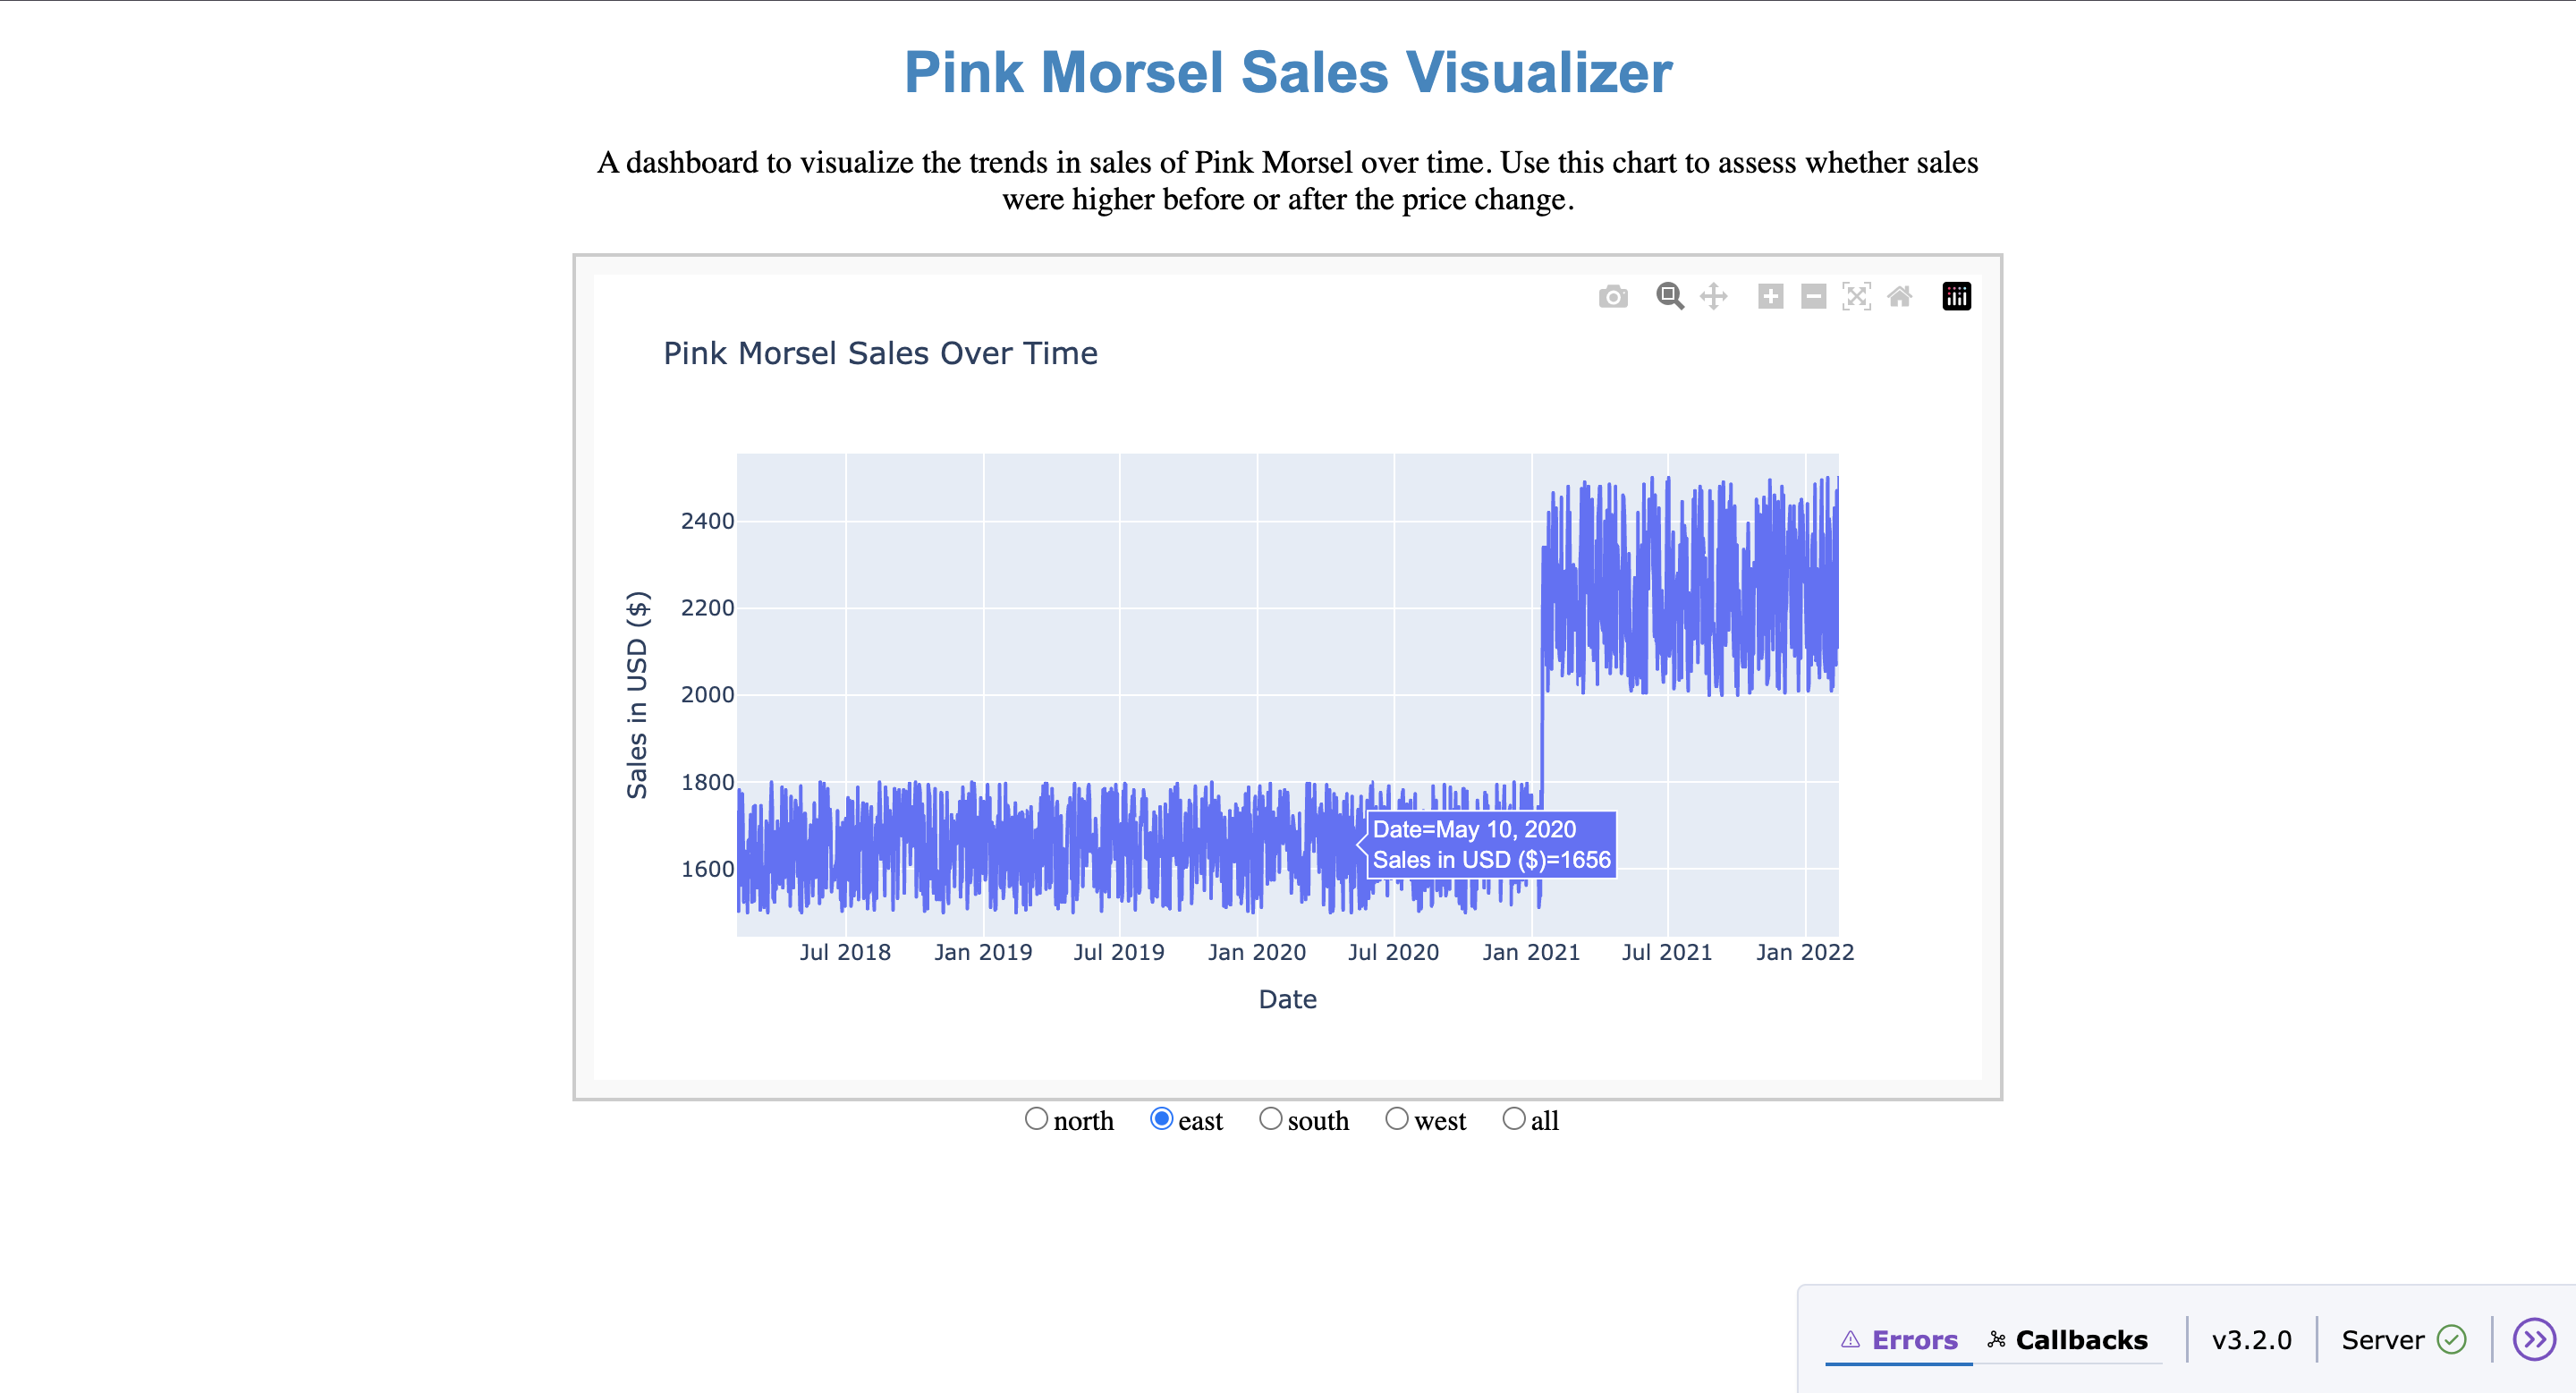 Pink Morsel Sales Visualizer
A dashboard to visualize the trends in sales of Pink Morsel over time. Use this chart to assess whether sales
were higher before or after the price change.
Pink Morsel Sales Over Time
Sales in USD ($)
2400
2200
2000
1800
1600
Date=May 10, 2020
Sales in USD ($)=1656
Jul 2018 Jan 2019 Jul 2019 Jan 2020 Jul 2020 Jan 2021 Jul 2021 Jan 2022
Date
north east south west all
Errors Callbacks v3.2.0 Server